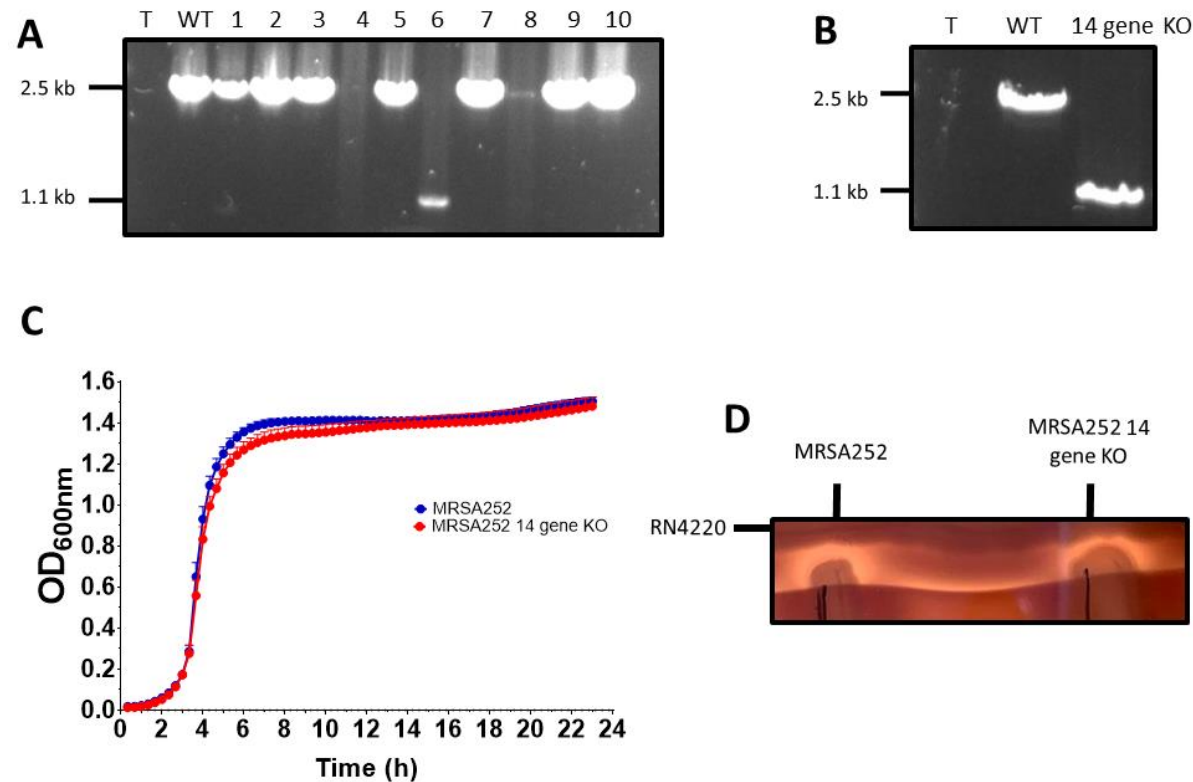 A
T WT 1 2 3 4 5 6 7 8 9 10
2.5 kb
1.1 kb
B
T WT 14 gene KO
2.5 kb
1.1 kb
C
OD600nm
1.6
1.4
1.2
1.0
0.8
0.6
0.4
0.2
0.0
0 2 4 6 8 10 12 14 16 18 20 22 24
Time (h)
MRSA252
MRSA252 14 gene KO
D
MRSA252
MRSA252 14
gene KO
RN4220